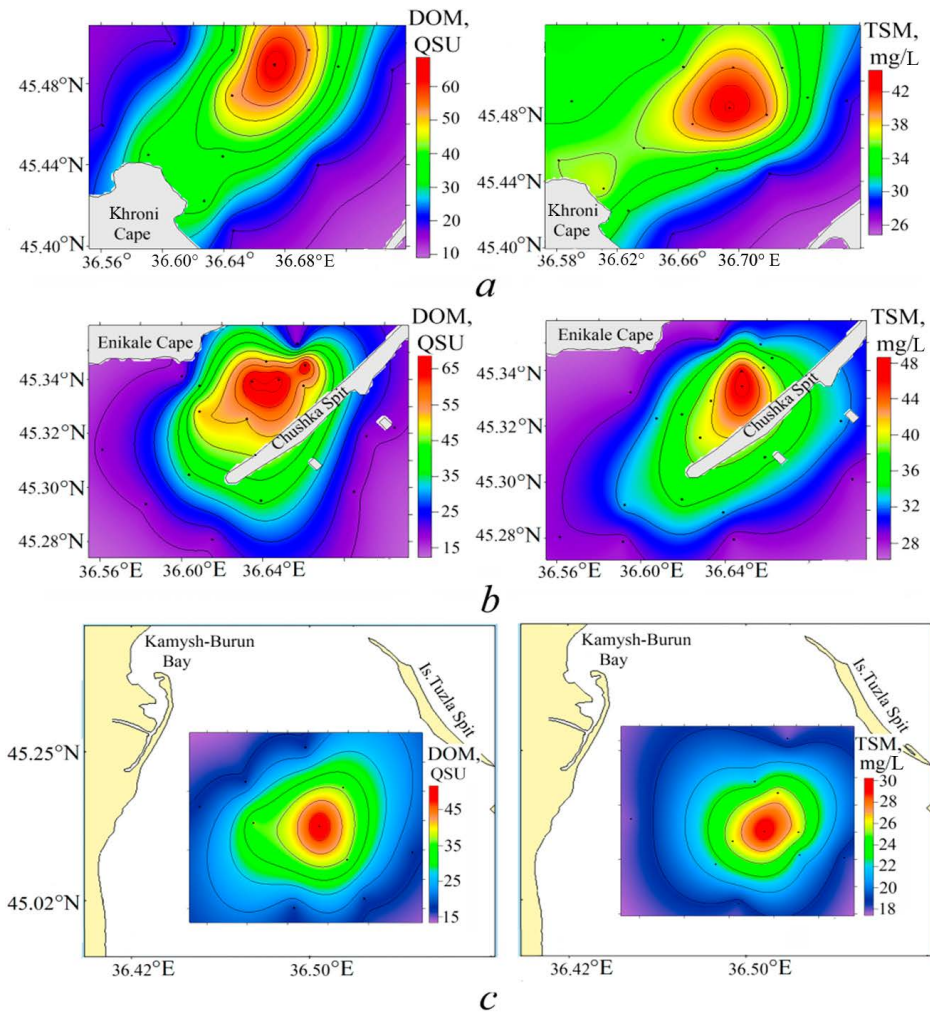 DOM,
QSU
60
50
40
30
20
10
45.48°N
45.44°N
45.40°N
Khroni
Cape
36.56°
36.60°
36.64°
36.68°E
TSM,
mg/L
42
38
34
30
26
45.48°N
45.44°N
45.40°N
Khroni
Cape
36.58°
36.62°
36.66°
36.70°E
a
DOM,
QSU
65
55
45
35
25
15
Enikale Cape
Chushka Spit
45.34°N
45.32°N
45.30°N
45.28°N
36.56°E
36.60°E
36.64°E
TSM,
mg/L
48
44
40
36
32
28
Enikale Cape
Chushka Spit
45.34°N
45.32°N
45.30°N
45.28°N
36.56°E
36.60°E
36.64°E
b
Kamysh-Burun
Bay
Is.Tuzla Spit
45.25°N
45.02°N
DOM,
QSU
45
35
25
15
36.42°E
36.50°E
Kamysh-Burun
Bay
Is.Tuzla Spit
TSM,
mg/L
30
28
26
24
22
20
18
36.42°E
36.50°E
c